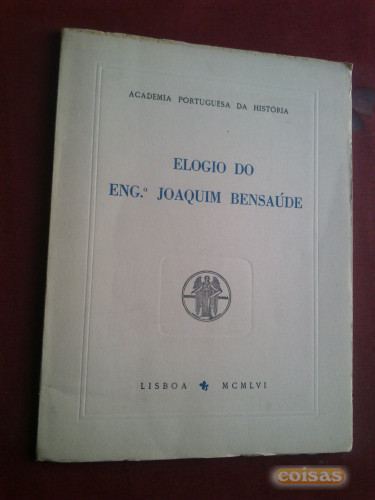 ACADEMIA PORTUGUESA DA HISTÓRIA
ELOGIO DO
ENG.º JOAQUIM BENSAÚDE
LISBOA MCMLVI
coisas